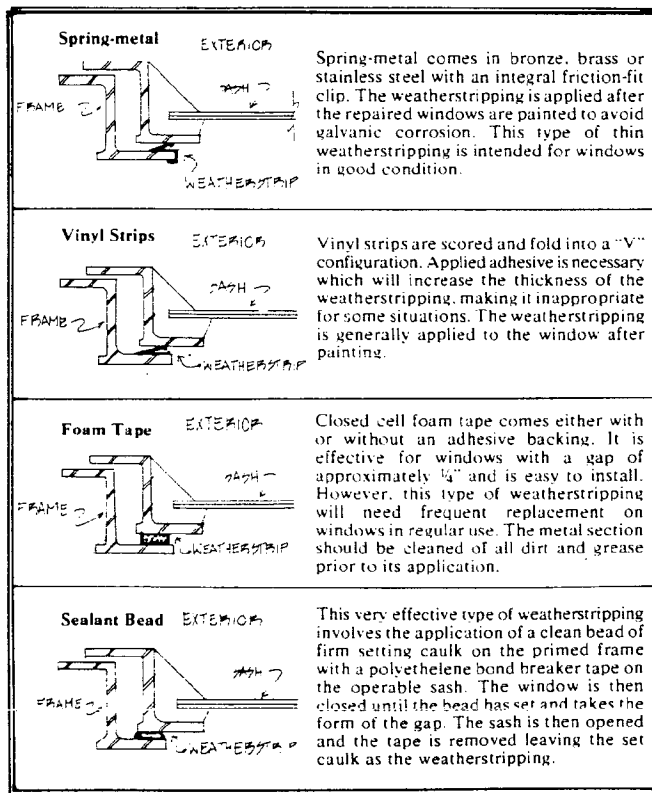 Spring-metal
EXTERIOR
SASH
FRAME
WEATHERSTRIP
Spring-metal comes in bronze, brass or
stainless steel with an integral friction-fit
clip. The weatherstripping is applied after
the repaired windows are painted to avoid
galvanic corrosion. This type of thin
weatherstripping is intended for windows
in good condition.
Vinyl Strips
EXTERIOR
SASH
FRAME
WEATHERSTRIP
Vinyl strips are scored and fold into a "V"
configuration. Applied adhesive is necessary
which will increase the thickness of the
weatherstripping, making it inappropriate
for some situations. The weatherstripping
is generally applied to the window after
painting.
Foam Tape
EXTERIOR
SASH
FRAME
WEATHERSTRIP
Closed cell foam tape comes either with
or without an adhesive backing. It is
effective for windows with a gap of
approximately ¼" and is easy to install.
However, this type of weatherstripping
will need frequent replacement on
windows in regular use. The metal section
should be cleaned of all dirt and grease
prior to its application.
Sealant Bead
EXTERIOR
SASH
FRAME
WEATHERSTRIP
This very effective type of weatherstripping
involves the application of a clean bead of
firm setting caulk on the primed frame
with a polyethelene bond breaker tape on
the operable sash. The window is then
closed until the bead has set and takes the
form of the gap. The sash is then opened
and the tape is removed leaving the set
caulk as the weatherstripping.